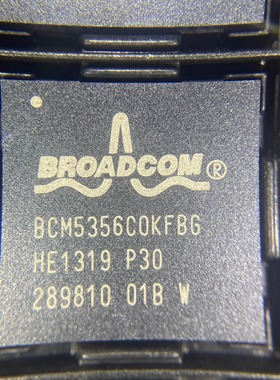 BROADCOM®
BCM5356C0KFBG
HE1319 P30
289810 01B W